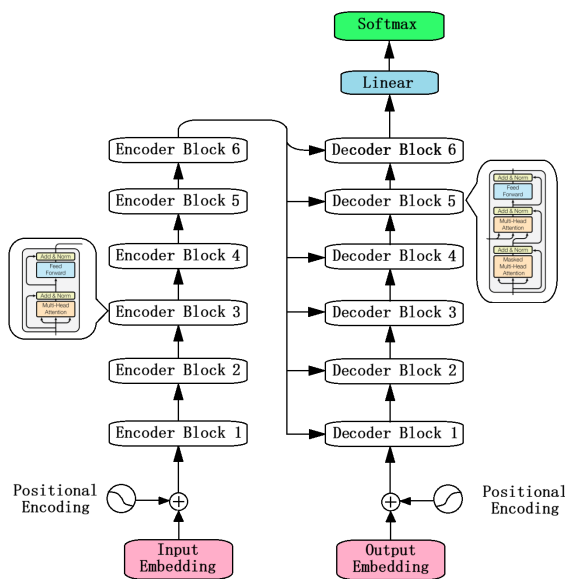 Softmax
Linear
Encoder Block 6
Encoder Block 5
Encoder Block 4
Encoder Block 3
Encoder Block 2
Encoder Block 1
Add & Norm
Feed
Forward
Add & Norm
Multi-Head
Attention
Positional
Encoding
Input
Embedding
Decoder Block 6
Decoder Block 5
Decoder Block 4
Decoder Block 3
Decoder Block 2
Decoder Block 1
Add & Norm
Feed
Forward
Add & Norm
Multi-Head
Attention
Add & Norm
Masked
Multi-Head
Attention
Positional
Encoding
Output
Embedding